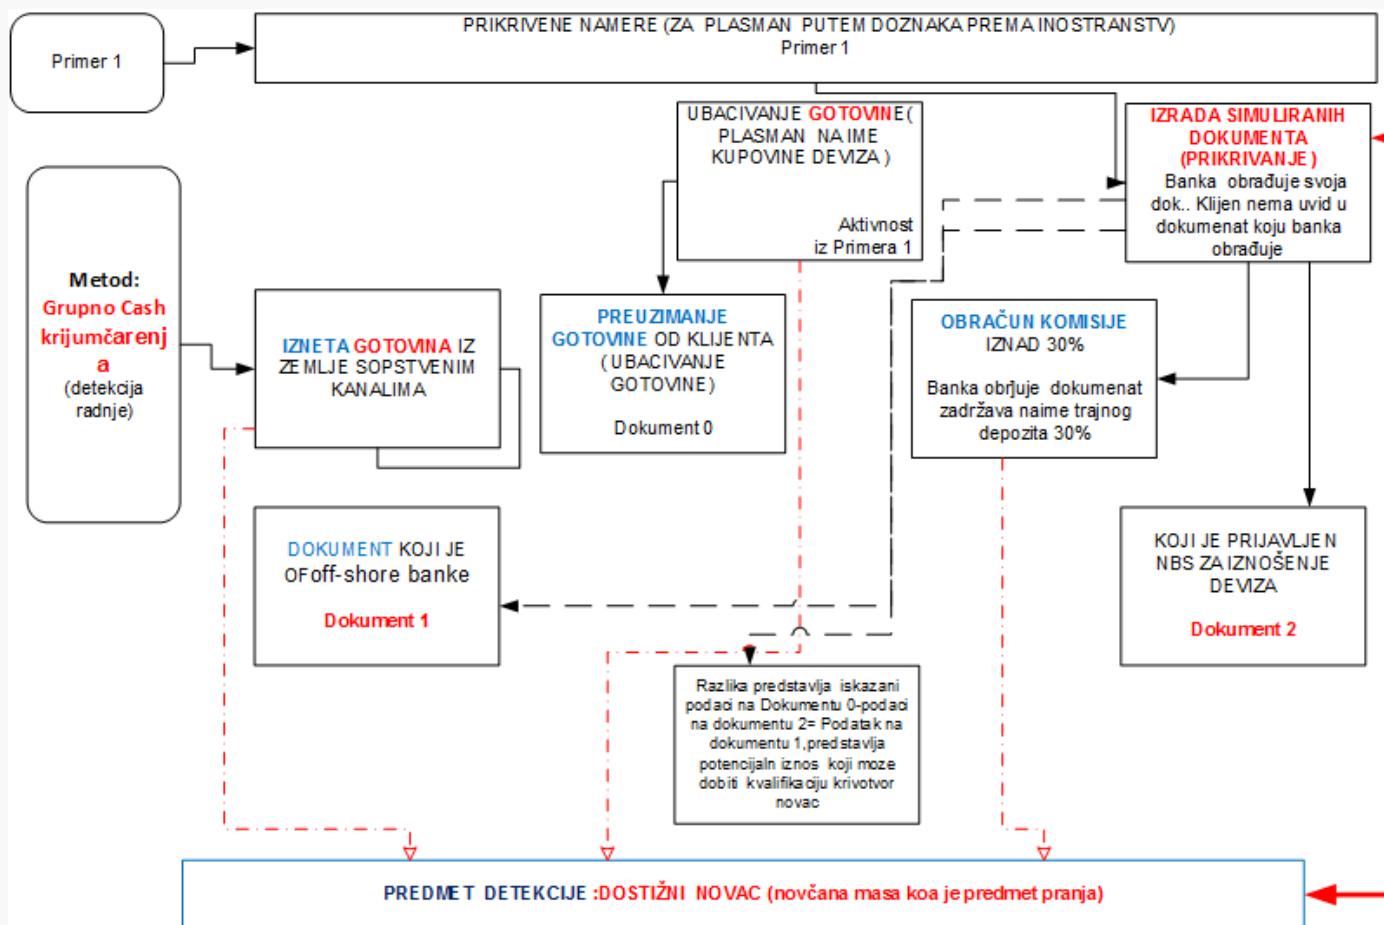 Primer 1
PRIKRIVENE NAMERE (ZA PLASMAN PUTEM DOZNAKA PREMA INOSTRANSTV)
Primer 1
UBACIVANJE GOTOVINE(
PLASMAN NA IME
KUPOVINE DEVIZA )
Aktivnost
iz Primera 1
IZRADA SIMULIRANIH
DOKUMENTA
(PRIKRIVANJE)
Banka obrađuje svoja
dok.. Klijen nema uvid u
dokumenat koju banka
obrađuje
Metod:
Grupno Cash
krijumčarenj
a
(detekcija
radnje)
IZNETA GOTOVINA IZ
ZEMLJE SOPSTVENIM
KANALIMA
PREUZIMANJE
GOTOVINE OD KLIJENTA
( UBACIVANJE
GOTOVINE)
Dokument 0
OBRAČUN KOMISIJE
IZNAD 30%
Banka obrђuje dokumenat
zadržava naime trajnog
depozita 30%
DOKUMENT KOJI JE
OFoff-shore banke
Dokument 1
KOJI JE PRIJAVLJEN
NBS ZA IZNOŠENJE
DEVIZA
Dokument 2
Razlika predstavlja iskazani
podaci na Dokumentu 0-podaci
na dokumentu 2= Podatak na
dokumentu 1,predstavlja
potencijaln iznos koji moze
dobiti kvalifikaciju krivotvor
novac
PREDMET DETEKCIJE :DOSTIŽNI NOVAC (novčana masa koa je predmet pranja)